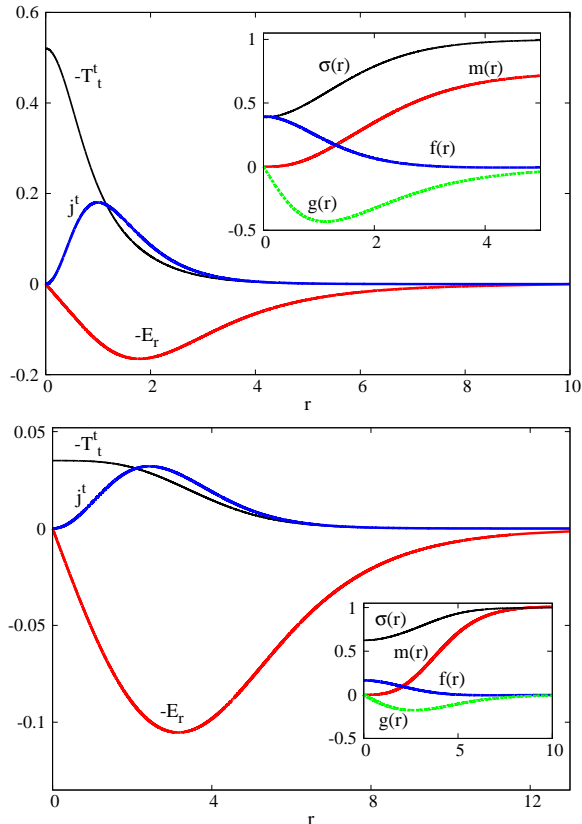 0.6
0.4
0.2
0
-0.2
-T_t^t
j^t
-E_r
0 2 4 6 8 10
r
1
0.5
0
-0.5
σ(r)
m(r)
f(r)
g(r)
0 2 4
0.05
0
-0.05
-0.1
-T_t^t
j^t
-E_r
0 4 8 12
r
1
0.5
0
-0.5
σ(r)
m(r)
f(r)
g(r)
0 5 10